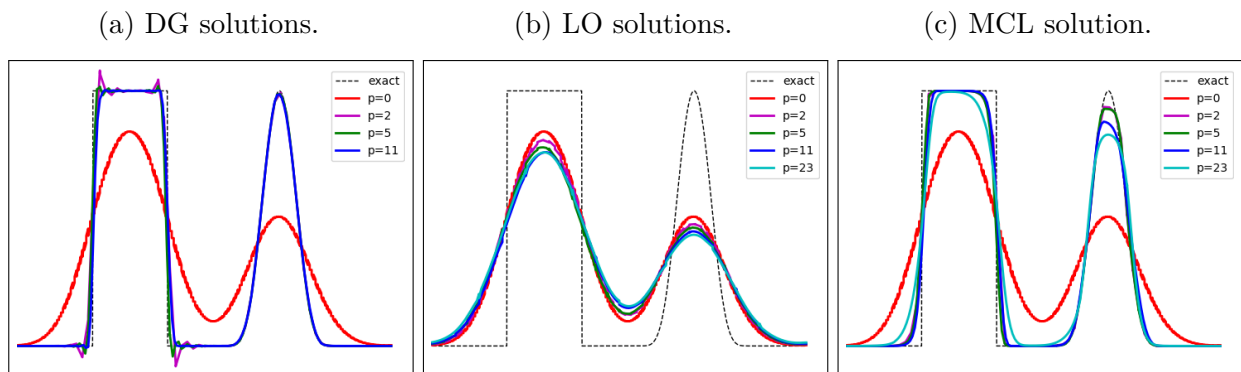 (a) DG solutions.
exact
p=0
p=2
p=5
p=11
(b) LO solutions.
exact
p=0
p=2
p=5
p=11
p=23
(c) MCL solution.
exact
p=0
p=2
p=5
p=11
p=23